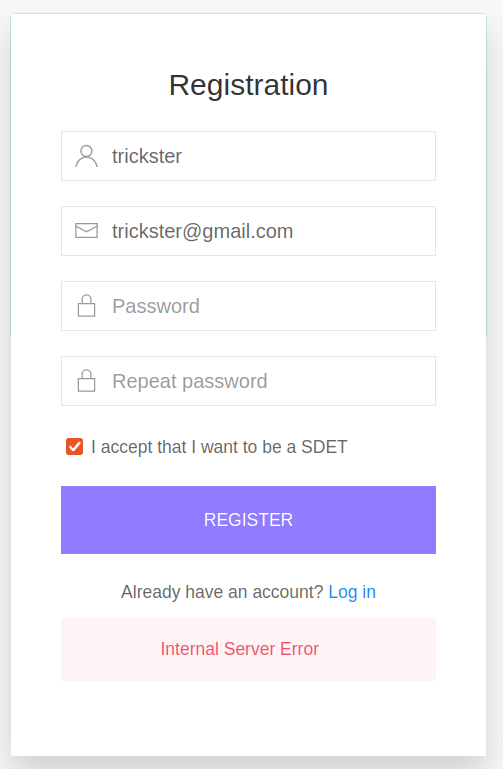 Registration
trickster
trickster@gmail.com
Password
Repeat password
I accept that I want to be a SDET
REGISTER
Already have an account? Log in
Internal Server Error